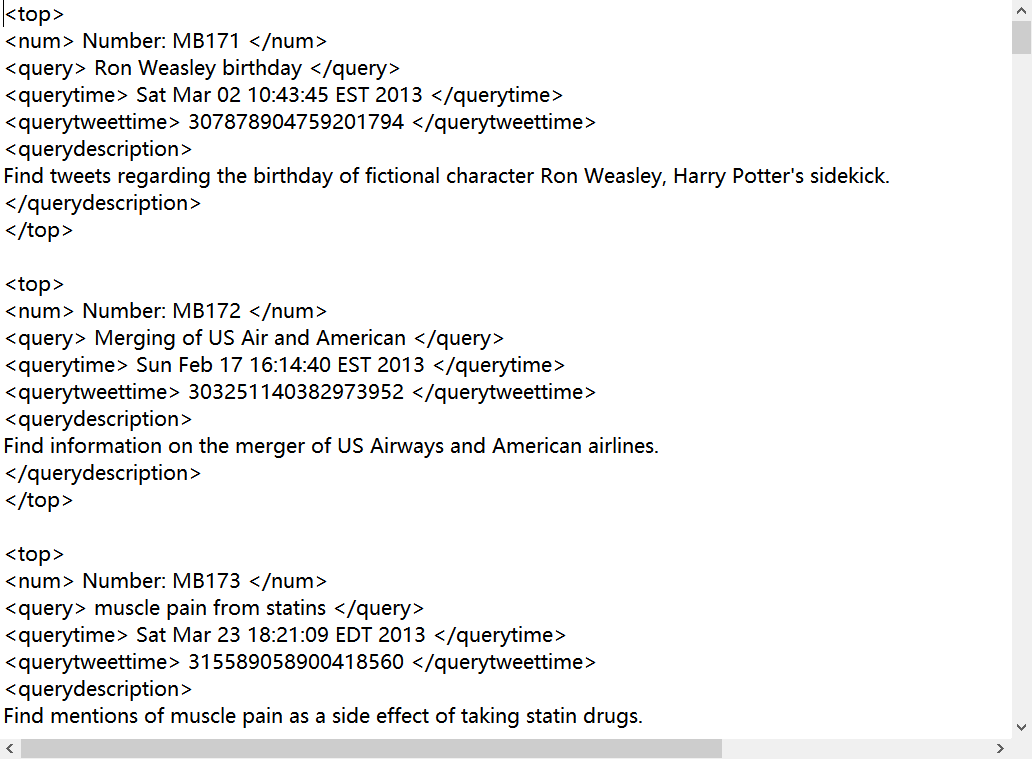 <top>
<num> Number: MB171 </num>
<query> Ron Weasley birthday </query>
<querytime> Sat Mar 02 10:43:45 EST 2013 </querytime>
<querytweettime> 307878904759201794 </querytweettime>
<querydescription>
Find tweets regarding the birthday of fictional character Ron Weasley, Harry Potter's sidekick.
</querydescription>
</top>

<top>
<num> Number: MB172 </num>
<query> Merging of US Air and American </query>
<querytime> Sun Feb 17 16:14:40 EST 2013 </querytime>
<querytweettime> 303251140382973952 </querytweettime>
<querydescription>
Find information on the merger of US Airways and American airlines.
</querydescription>
</top>

<top>
<num> Number: MB173 </num>
<query> muscle pain from statins </query>
<querytime> Sat Mar 23 18:21:09 EDT 2013 </querytime>
<querytweettime> 315589058900418560 </querytweettime>
<querydescription>
Find mentions of muscle pain as a side effect of taking statin drugs.